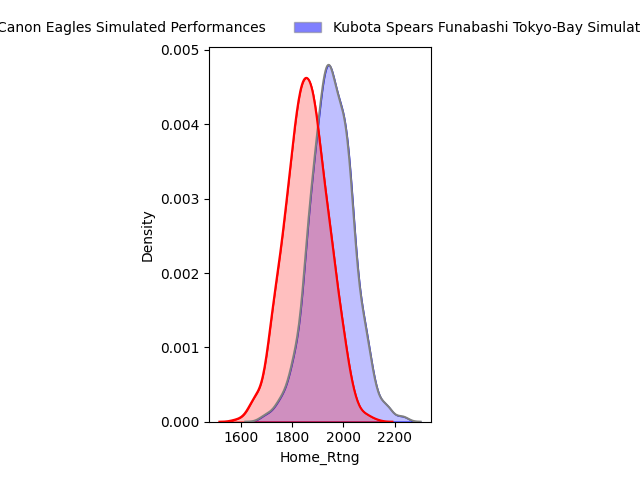 Canon Eagles Simulated Performances Kubota Spears Funabashi Tokyo-Bay
0.005
0.004
0.003
0.002
0.001
0.000
Density
1600 1800 2000 2200
Home_Rtng